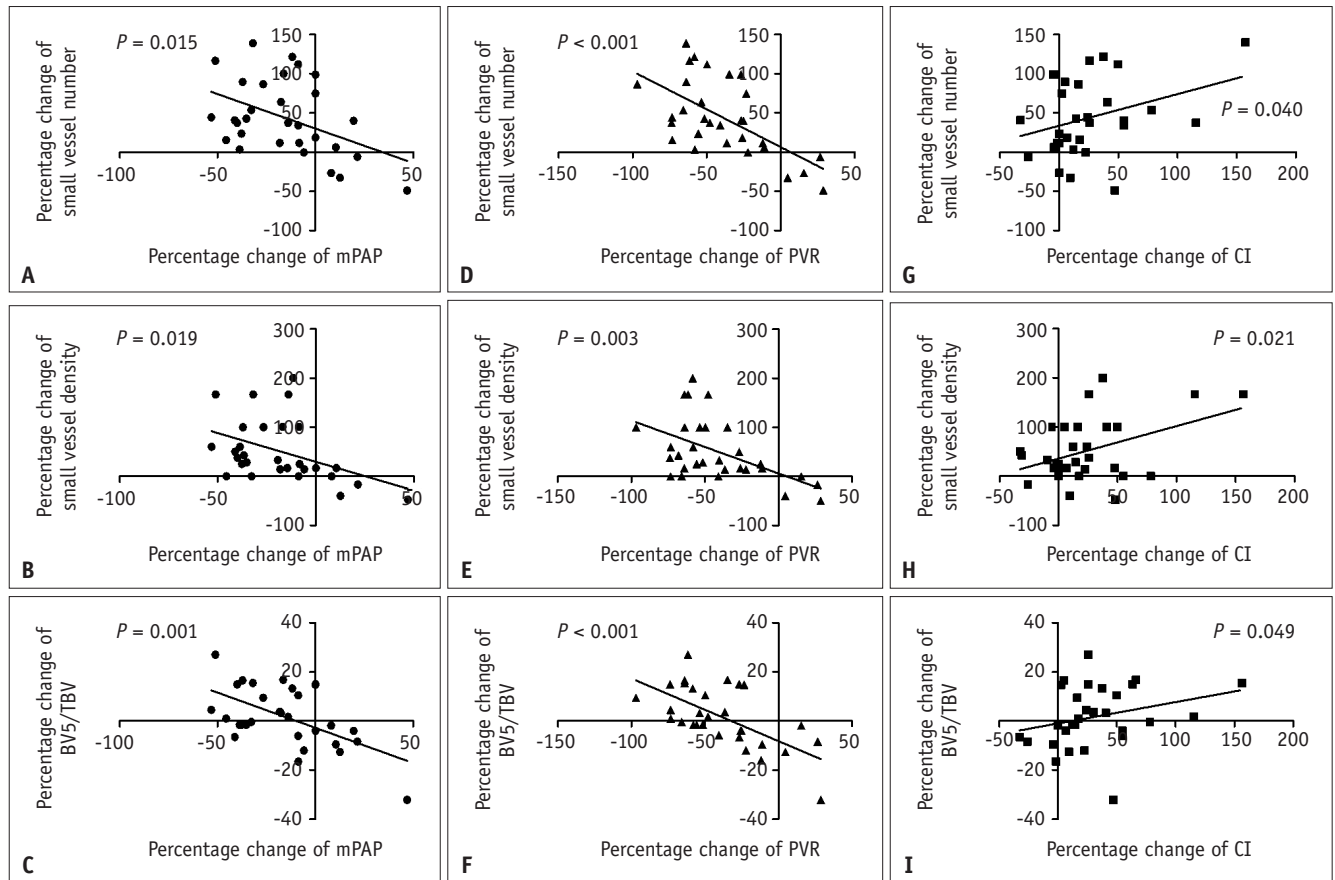 Percentage change of
small vessel number
P = 0.015
150
100
50
-100
-50
50
-50
-100
Percentage change of mPAP
A
Percentage change of
small vessel number
P < 0.001
150
100
50
-150
-100
-50
50
-50
-100
Percentage change of PVR
D
Percentage change of
small vessel number
150
100
50
P = 0.040
-50
50
100
150
200
-50
-100
Percentage change of CI
G
Percentage change of
small vessel density
P = 0.019
300
200
100
-100
-50
50
-100
Percentage change of mPAP
B
Percentage change of
small vessel density
P = 0.003
300
200
100
-150
-100
-50
50
-100
Percentage change of PVR
E
Percentage change of
small vessel density
P = 0.021
300
200
100
-50
50
100
150
200
-100
Percentage change of CI
H
Percentage change of
BV5/TBV
P = 0.001
40
20
-100
-50
50
-20
-40
Percentage change of mPAP
C
Percentage change of
BV5/TBV
P < 0.001
40
20
-150
-100
-50
50
-20
-40
Percentage change of PVR
F
Percentage change of
BV5/TBV
P = 0.049
40
20
-50
50
100
150
200
-20
-40
Percentage change of CI
I